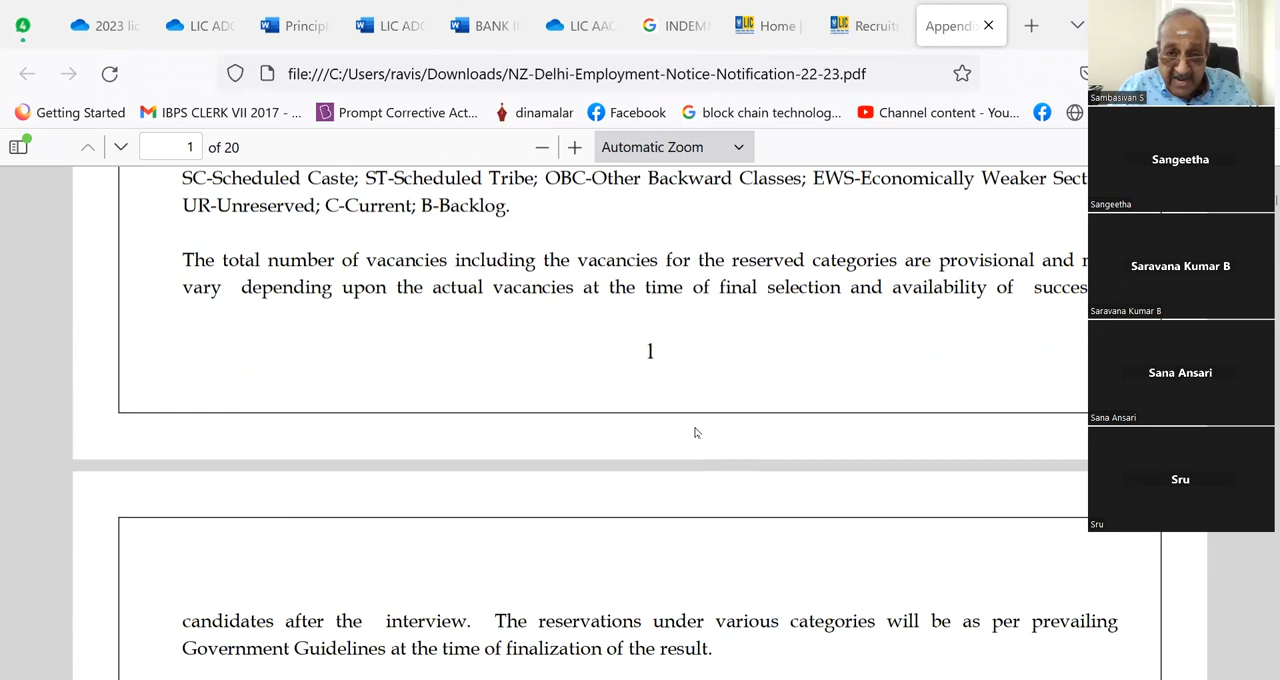 2023 lic
LIC ADO
Principl
LIC ADO
BANK I
LIC AAO
INDEMN
Home |
Recruit
Appendi
file:///C:/Users/ravis/Downloads/NZ-Delhi-Employment-Notice-Notification-22-23.pdf
Getting Started
IBPS CLERK VII 2017 - ...
Prompt Corrective Act...
dinamalar
Facebook
block chain technolog...
Channel content - You...
1 of 20
Automatic Zoom
SC-Scheduled Caste; ST-Scheduled Tribe; OBC-Other Backward Classes; EWS-Economically Weaker Sect
UR-Unreserved; C-Current; B-Backlog.
The total number of vacancies including the vacancies for the reserved categories are provisional and
vary depending upon the actual vacancies at the time of final selection and availability of succes
1
candidates after the interview. The reservations under various categories will be as per prevailing
Government Guidelines at the time of finalization of the result.
Sambasivan S
Sangeetha
Sangeetha
Saravana Kumar B
Saravana Kumar B
Sana Ansari
Sana Ansari
Sru
Sru